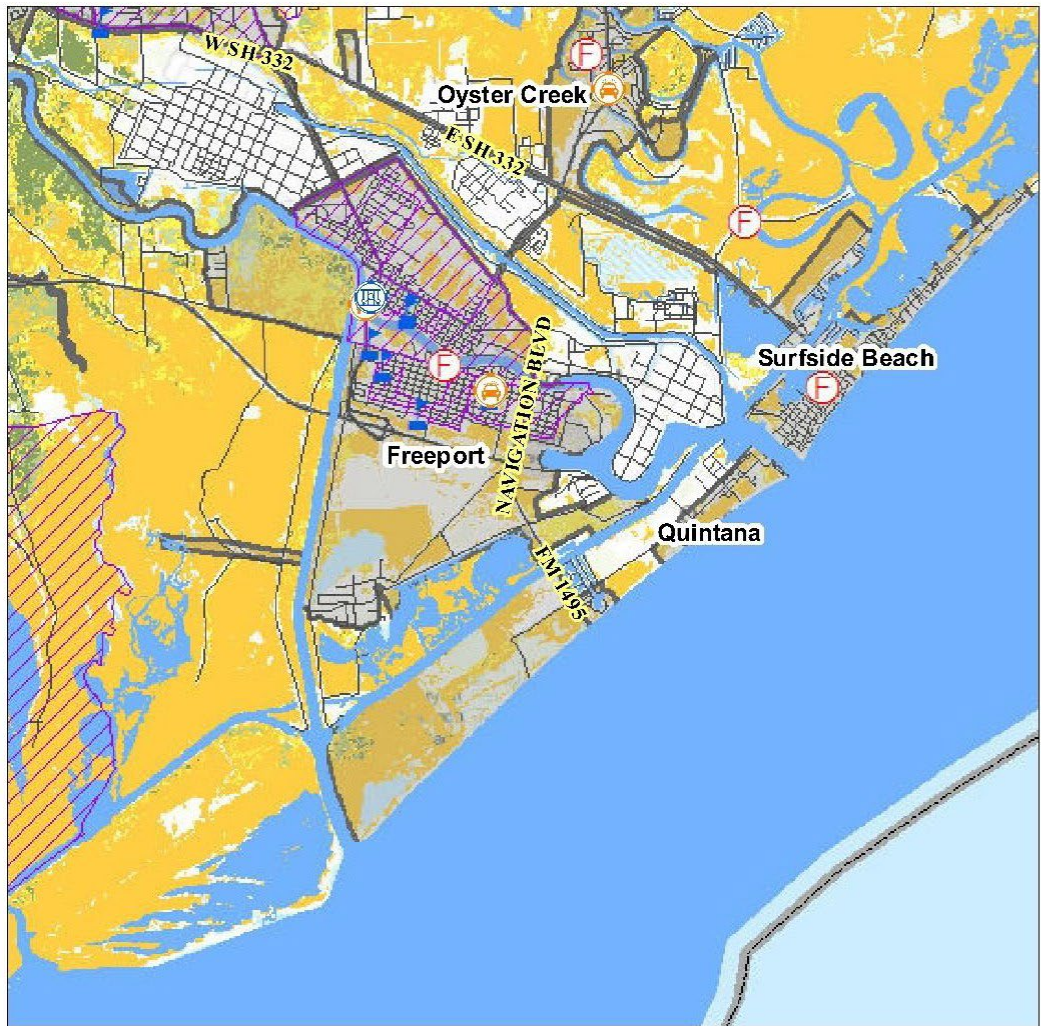 W SH 332
F
Oyster Creek
E SH 332
F
Surfside Beach
F
F
NAVIGATION BLVD
Freeport
Quintana
FM 1495